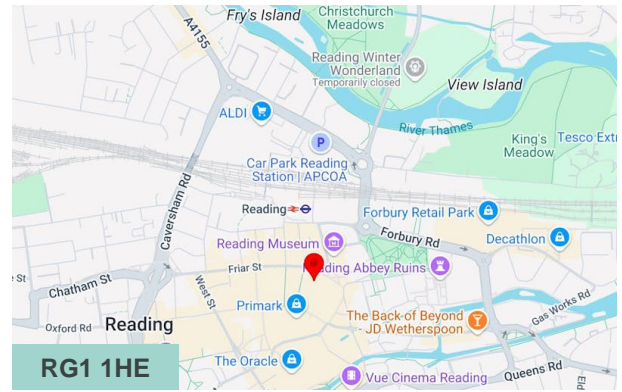 Fry's Island
Christchurch
Meadows
A4155
Reading Winter
Wonderland
Temporarily closed
View Island
ALDI
River Thames
King's
Meadow
Tesco Extr
P
Car Park Reading
Station | APCOA
Caversham Rd
Reading
Forbury Retail Park
Reading Museum
Forbury Rd
Decathlon
Friar St
Reading Abbey Ruins
Chatham St
West St
Primark
Gas Works Rd
The Back of Beyond
- JD Wetherspoon
Oxford Rd
Reading
The Oracle
Queens Rd
RG1 1HE
Vue Cinema Reading